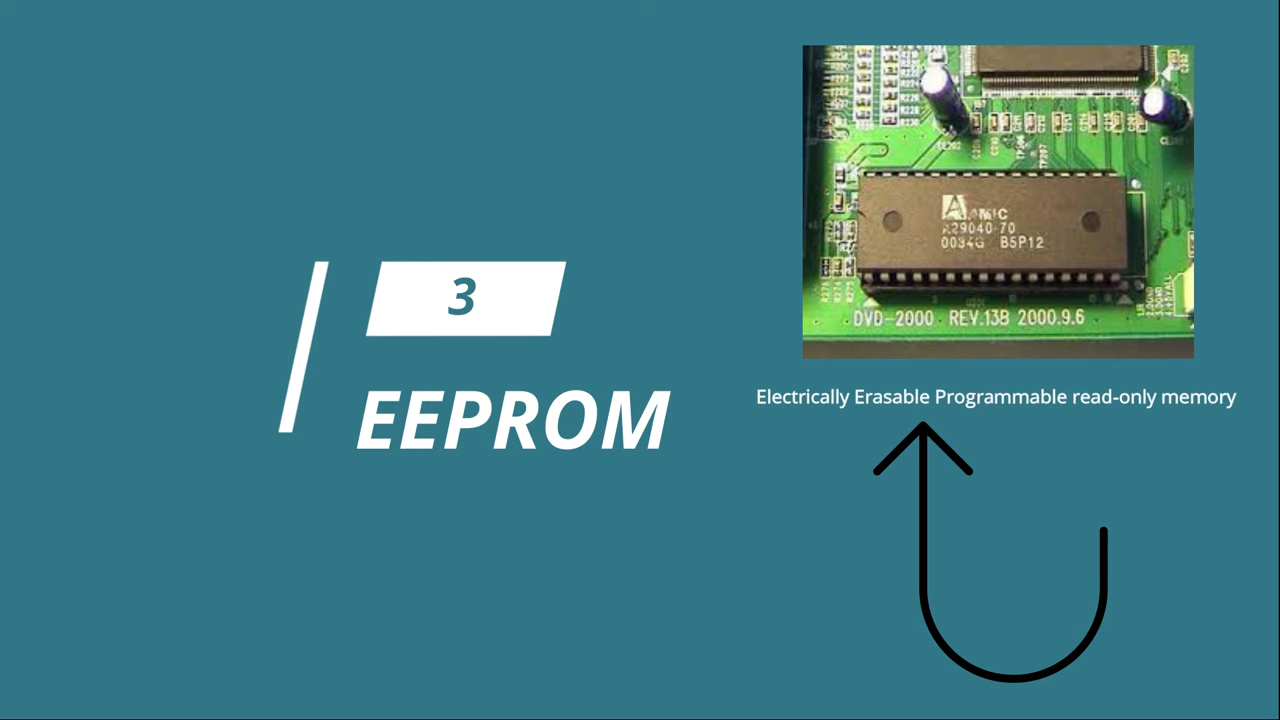 3
EEPROM
AMIC
A29040-70
0034G B5P12
DVD-2000 REV.13B 2000.9.6
Electrically Erasable Programmable read-only memory